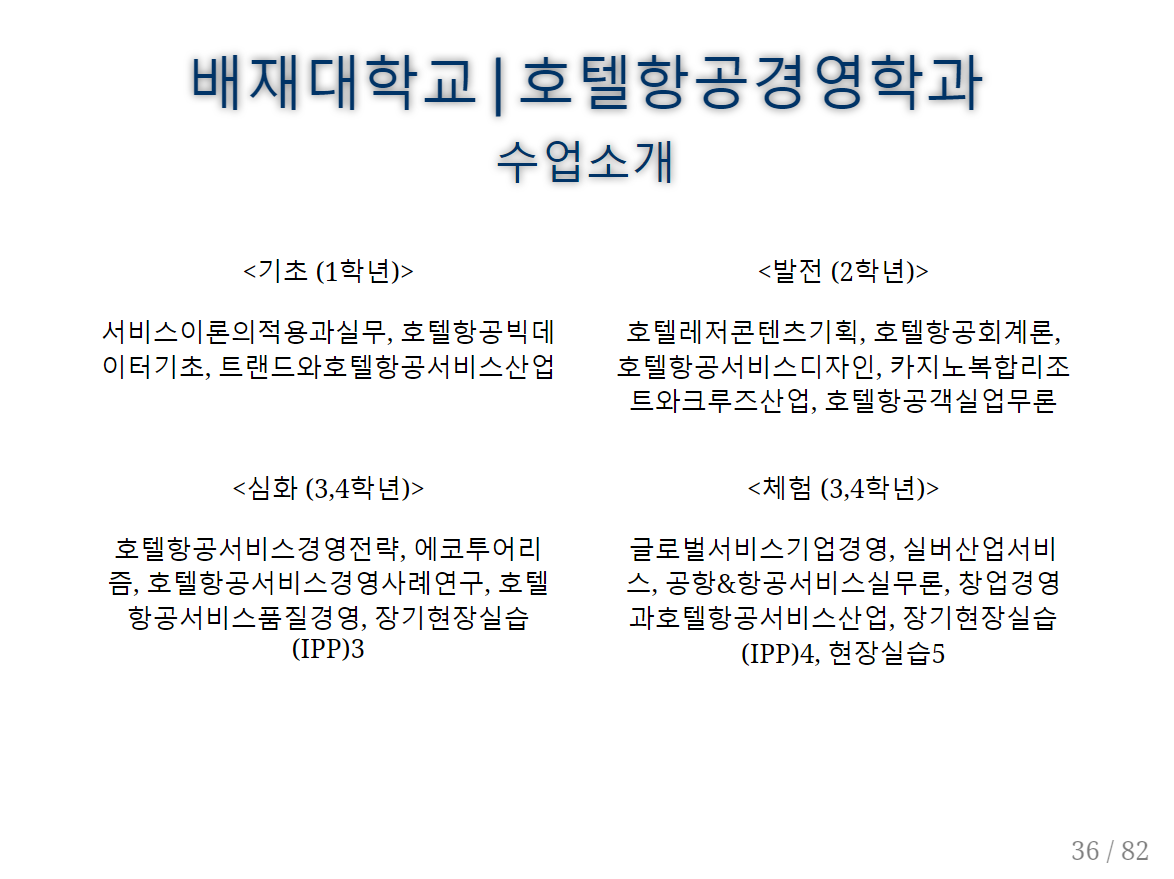 배재대학교|호텔항공경영학과
수업소개
<기초 (1학년)>
서비스이론의적용과실무, 호텔항공빅데
이터기초, 트랜드와호텔항공서비스산업
<발전 (2학년)>
호텔레저콘텐츠기획, 호텔항공회계론,
호텔항공서비스디자인, 카지노복합리조
트와크루즈산업, 호텔항공객실업무론
<심화 (3,4학년)>
호텔항공서비스경영전략, 에코투어리
즘, 호텔항공서비스경영사례연구, 호텔
항공서비스품질경영, 장기현장실습
(IPP)3
<체험 (3,4학년)>
글로벌서비스기업경영, 실버산업서비
스, 공항&항공서비스실무론, 창업경영
과호텔항공서비스산업, 장기현장실습
(IPP)4, 현장실습5
36 / 82